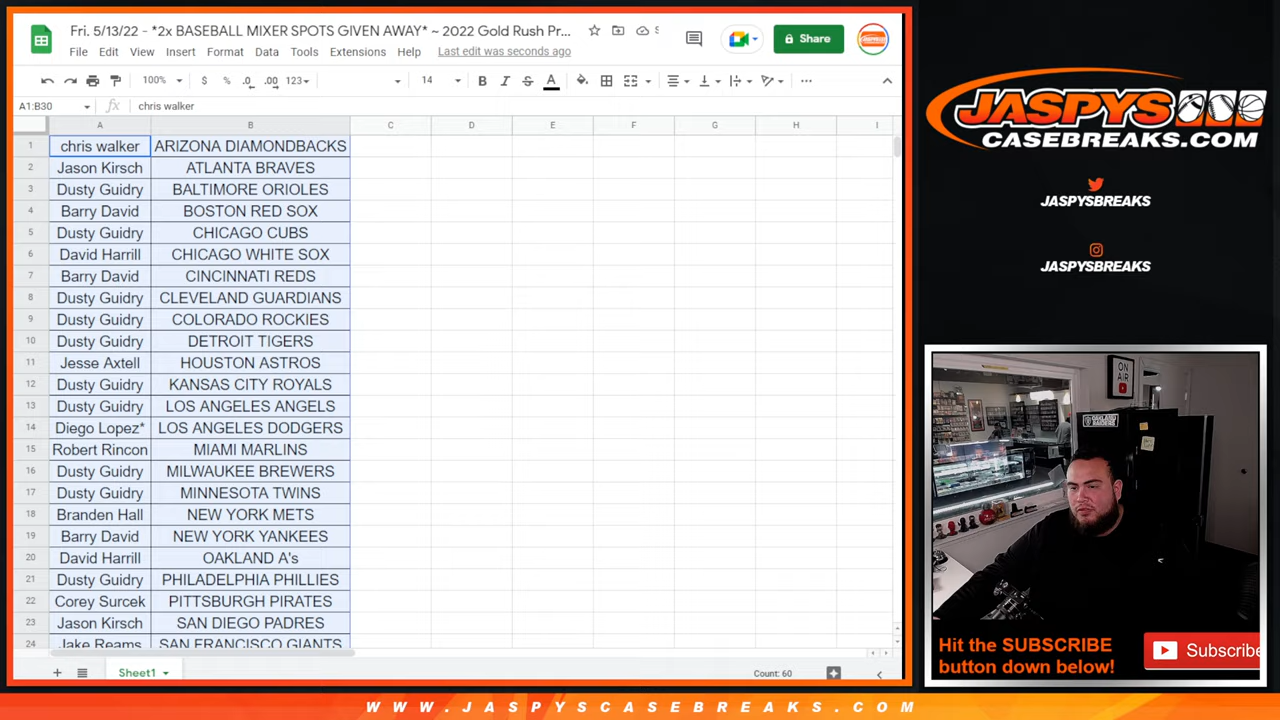 Fri. 5/13/22 - *2x BASEBALL MIXER SPOTS GIVEN AWAY* ~ 2022 Gold Rush Pr...
File Edit View Insert Format Data Tools Extensions Help Last edit was seconds ago
Share
100% $ % .0 .00 123 14 B I S A
A1:B30 fx chris walker
A B C D E F G H I
1 chris walker ARIZONA DIAMONDBACKS
2 Jason Kirsch ATLANTA BRAVES
3 Dusty Guidry BALTIMORE ORIOLES
4 Barry David BOSTON RED SOX
5 Dusty Guidry CHICAGO CUBS
6 David Harrill CHICAGO WHITE SOX
7 Barry David CINCINNATI REDS
8 Dusty Guidry CLEVELAND GUARDIANS
9 Dusty Guidry COLORADO ROCKIES
10 Dusty Guidry DETROIT TIGERS
11 Jesse Axtell HOUSTON ASTROS
12 Dusty Guidry KANSAS CITY ROYALS
13 Dusty Guidry LOS ANGELES ANGELS
14 Diego Lopez* LOS ANGELES DODGERS
15 Robert Rincon MIAMI MARLINS
16 Dusty Guidry MILWAUKEE BREWERS
17 Dusty Guidry MINNESOTA TWINS
18 Branden Hall NEW YORK METS
19 Barry David NEW YORK YANKEES
20 David Harrill OAKLAND A's
21 Dusty Guidry PHILADELPHIA PHILLIES
22 Corey Surcek PITTSBURGH PIRATES
23 Jason Kirsch SAN DIEGO PADRES
24 Jake Reams SAN FRANCISCO GIANTS
Sheet1
Count: 60
JASPYS
CASEBREAKS.COM
JASPYSBREAKS
JASPYSBREAKS
ON
AIR
Hit the SUBSCRIBE
button down below!
Subscribe
WWW.JASPYSCASEBREAKS.COM